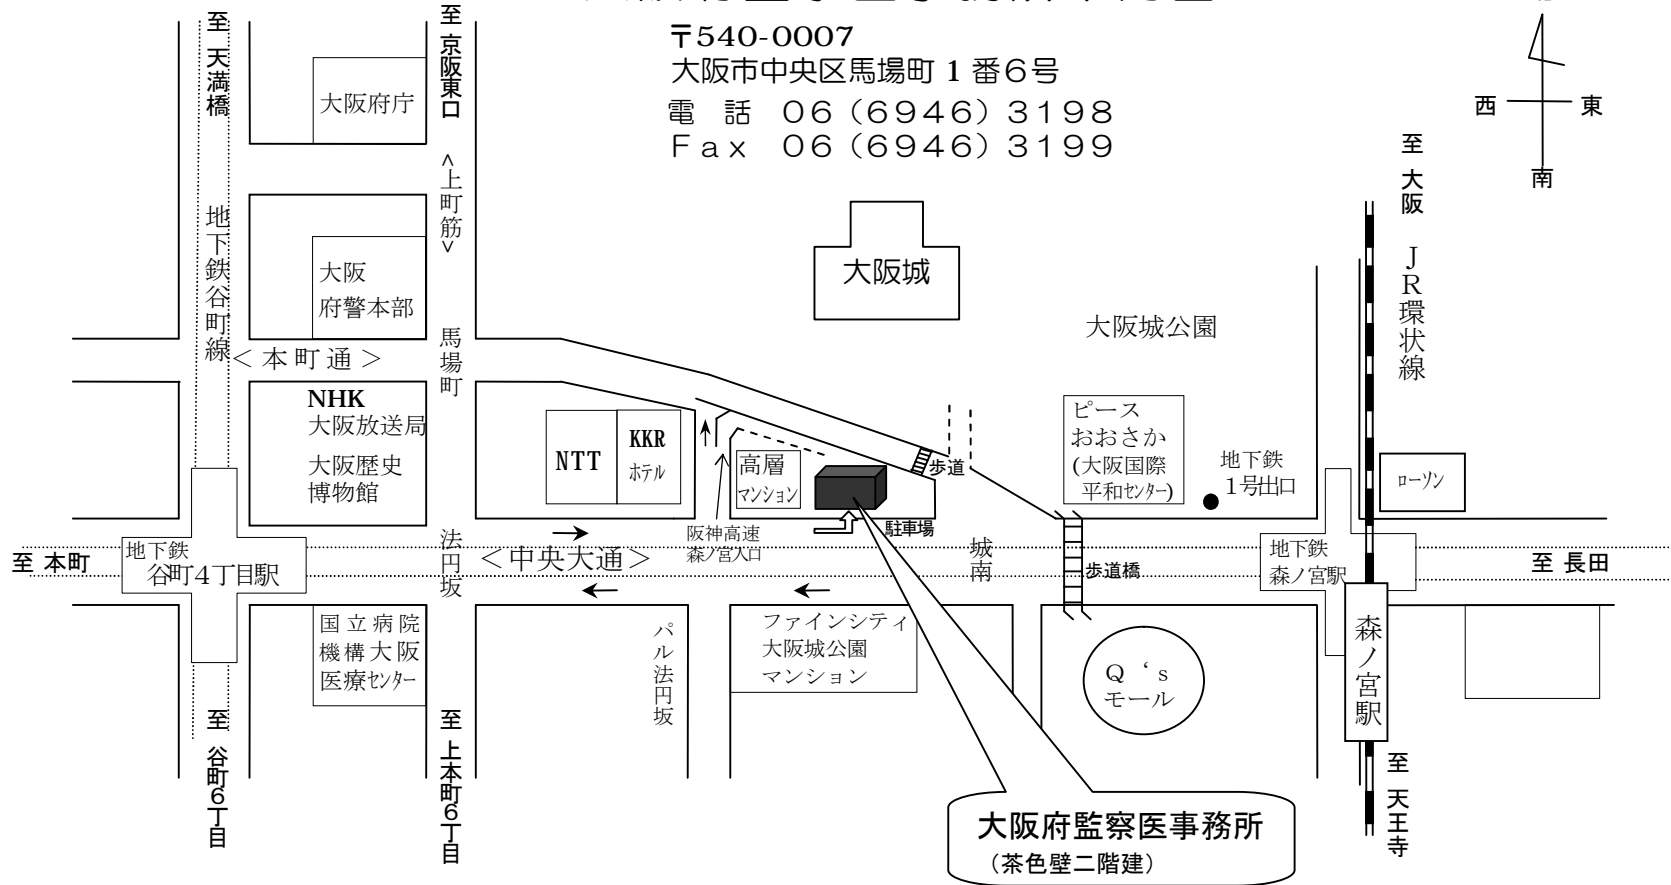 〒540-0007
大阪市中央区馬場町 1 番6号
電 話 06(6946)3198
Fax 06(6946)3199
西 東
南
至 天満橋
至 京阪東口
大阪府庁
<上町筋>
地下鉄谷町線
大阪
府警本部
大阪城
大阪城公園
至 大阪
JR環状線
<本町通>
馬場町
NHK
大阪放送局
大阪歴史
博物館
NTT
KKR
ホテル
高層
マンション
歩道
ピース
おおさか
(大阪国際
平和センター)
地下鉄
1号出口
ローソン
阪神高速
森ノ宮入口
駐車場
至 本町
地下鉄
谷町4丁目駅
法円坂
<中央大通>
城南
歩道橋
地下鉄
森ノ宮駅
至 長田
国立病院
機構大阪
医療センター
パル法円坂
ファインシティ
大阪城公園
マンション
Q‘s
モール
森ノ宮駅
至 谷町6丁目
至 上本町6丁目
至 天王寺
大阪府監察医事務所
(茶色壁二階建)